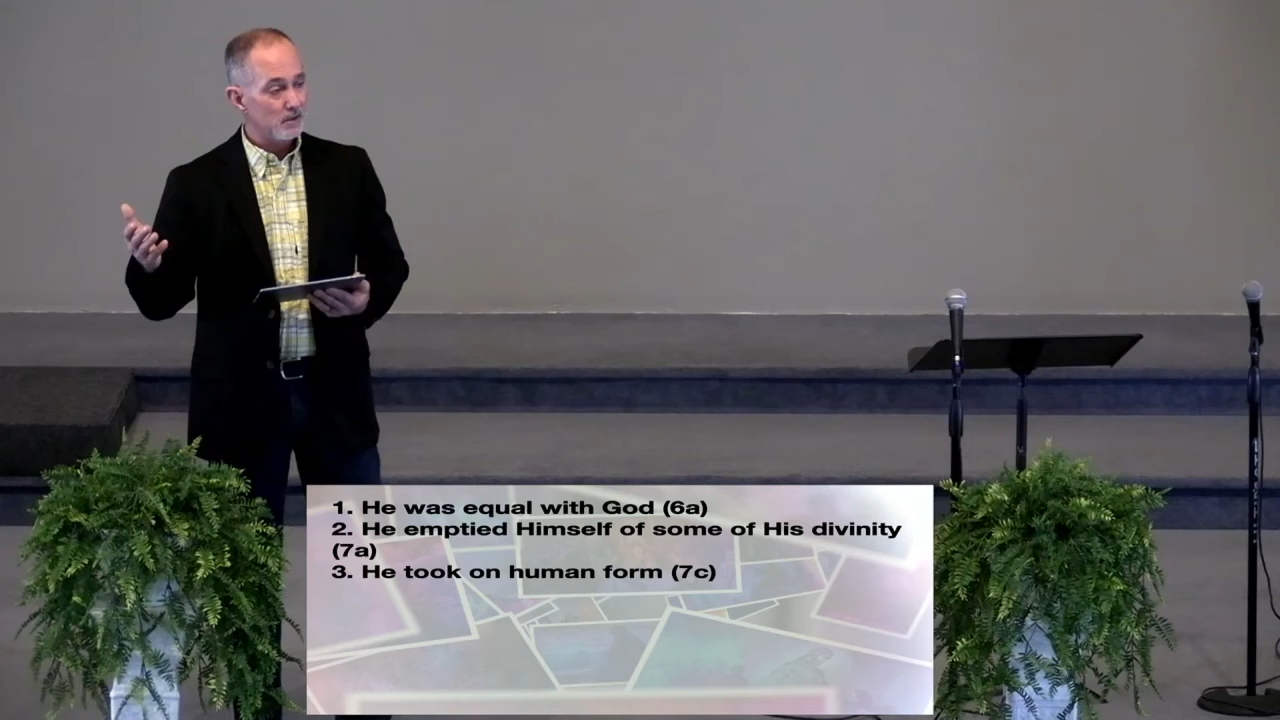 1. He was equal with God (6a)
2. He emptied Himself of some of His divinity
(7a)
3. He took on human form (7c)